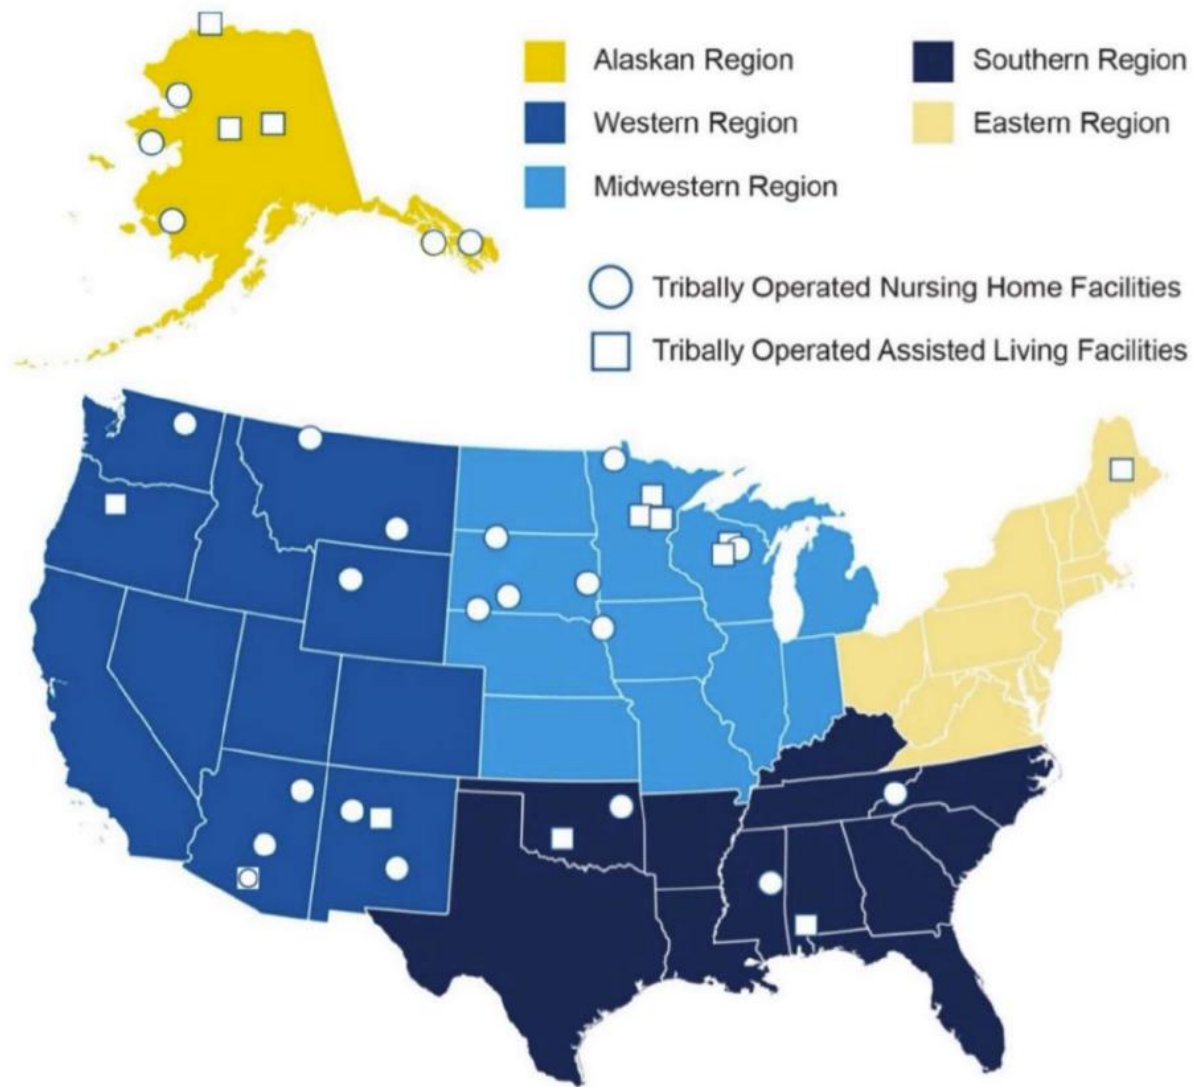 Alaskan Region
Western Region
Midwestern Region
Southern Region
Eastern Region
Tribally Operated Nursing Home Facilities
Tribally Operated Assisted Living Facilities